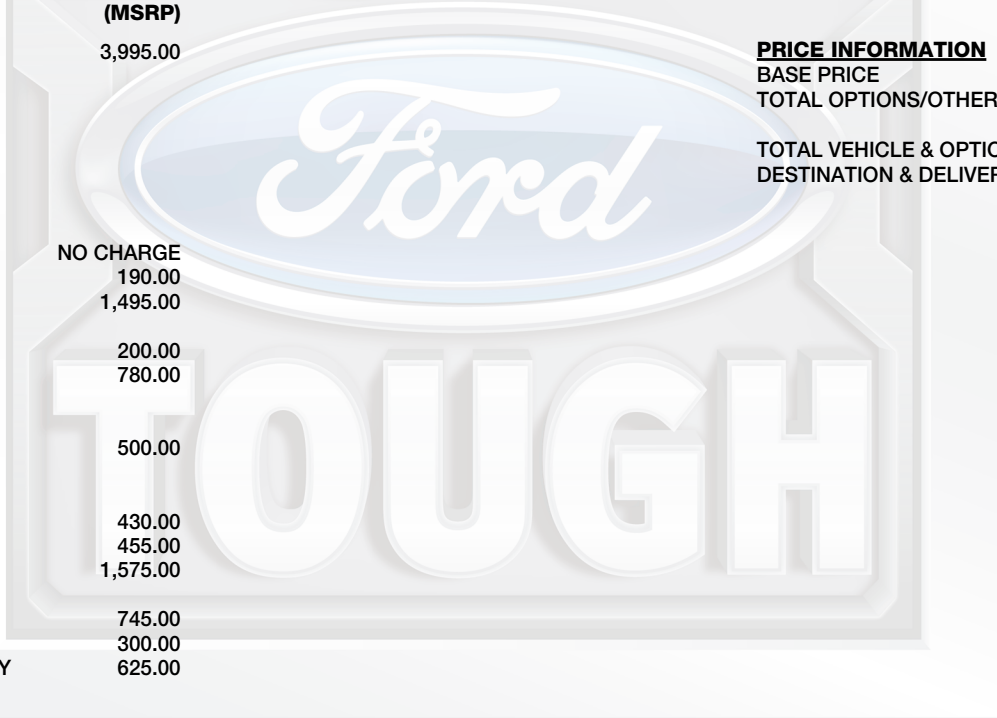 (MSRP)
3,995.00
NO CHARGE
190.00
1,495.00
200.00
780.00
500.00
430.00
455.00
1,575.00
745.00
300.00
Y 625.00
PRICE INFORMATION
BASE PRICE
TOTAL OPTIONS/OTHER
TOTAL VEHICLE & OPTIO
DESTINATION & DELIVER
Ford
TOUGH